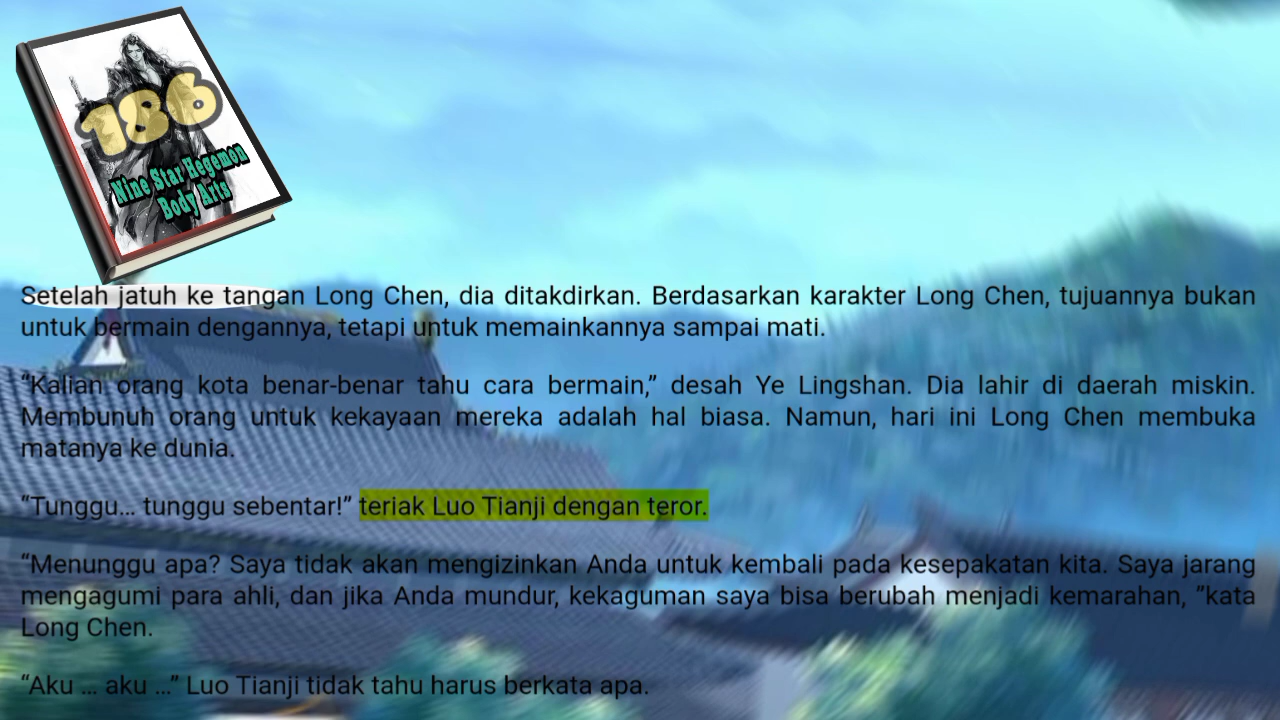 186
Nine Star Hegemon
Body Arts
Setelah jatuh ke tangan Long Chen, dia ditakdirkan. Berdasarkan karakter Long Chen, tujuannya bukan
untuk bermain dengannya, tetapi untuk memainkannya sampai mati.
“Kalian orang kota benar-benar tahu cara bermain,” desah Ye Lingshan. Dia lahir di daerah miskin.
Membunuh orang untuk kekayaan mereka adalah hal biasa. Namun, hari ini Long Chen membuka
matanya ke dunia.
“Tunggu… tunggu sebentar!” teriak Luo Tianji dengan teror.
“Menunggu apa? Saya tidak akan mengizinkan Anda untuk kembali pada kesepakatan kita. Saya jarang
mengagumi para ahli, dan jika Anda mundur, kekaguman saya bisa berubah menjadi kemarahan, ”kata
Long Chen.
“Aku … aku …” Luo Tianji tidak tahu harus berkata apa.